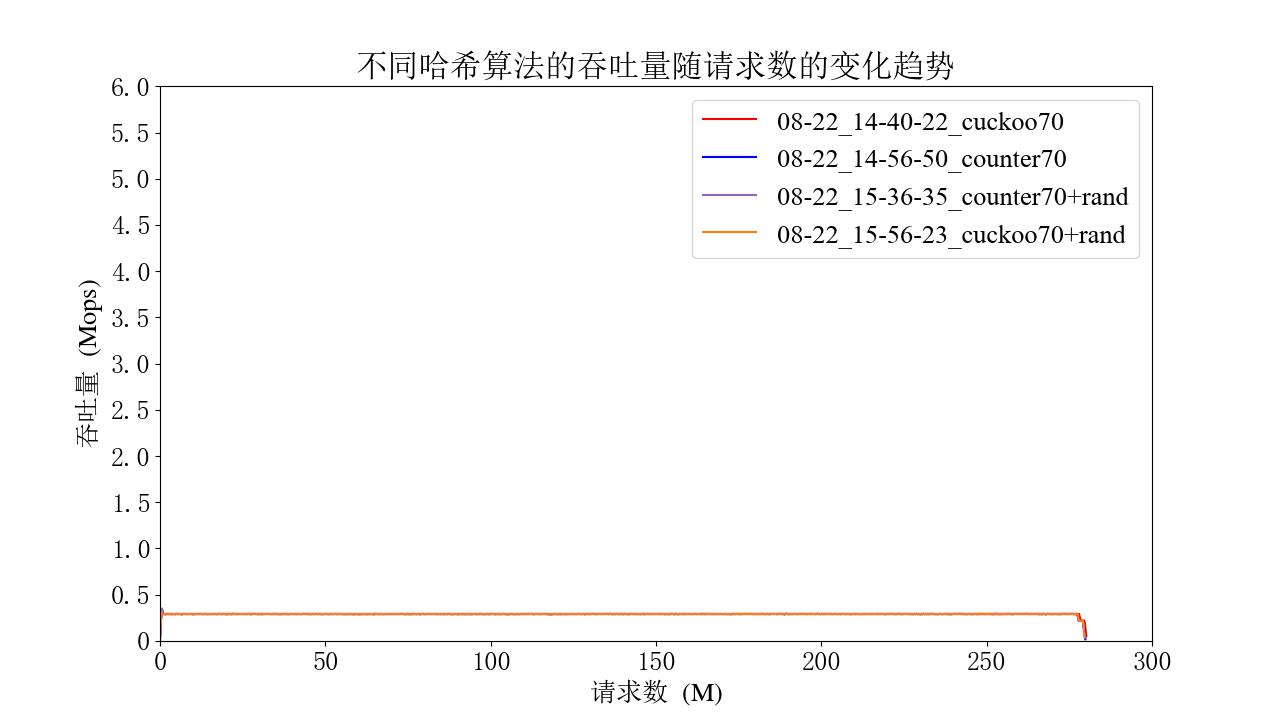 不同哈希算法的吞吐量随请求数的变化趋势
6.0
5.5
5.0
4.5
4.0
3.5
3.0
2.5
2.0
1.5
1.0
0.5
0
吞吐量 (Mops)
08-22_14-40-22_cuckoo70
08-22_14-56-50_counter70
08-22_15-36-35_counter70+rand
08-22_15-56-23_cuckoo70+rand
0 50 100 150 200 250 300
请求数 (M)